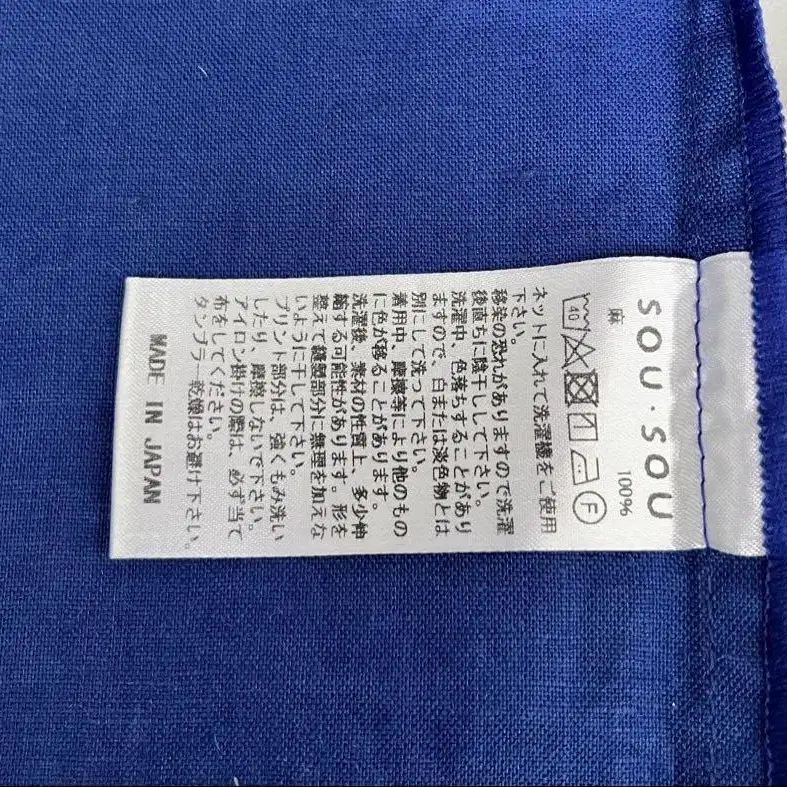 SOU・SOU
麻 100%
40 F
ネットに入れて洗濯機をご使用
下さい。
移染の恐れがありますので洗濯
後直ちに陰干しして下さい。
洗濯中、色落ちすることがあり
ますので、白または淡色物とは
別にして洗って下さい。
着用中、摩擦等により他のもの
に色が移ることがあります。
洗濯後、素材の性質上、多少伸
縮する可能性があります。形を
整えて縫製部分に無理を加えな
いように干して下さい。
プリント部分は、強くもみ洗い
したり、摩擦しないで下さい。
アイロン掛けの際は、必ず当て
布をしてください。
タンブラー乾燥はお避け下さい。
MADE IN JAPAN